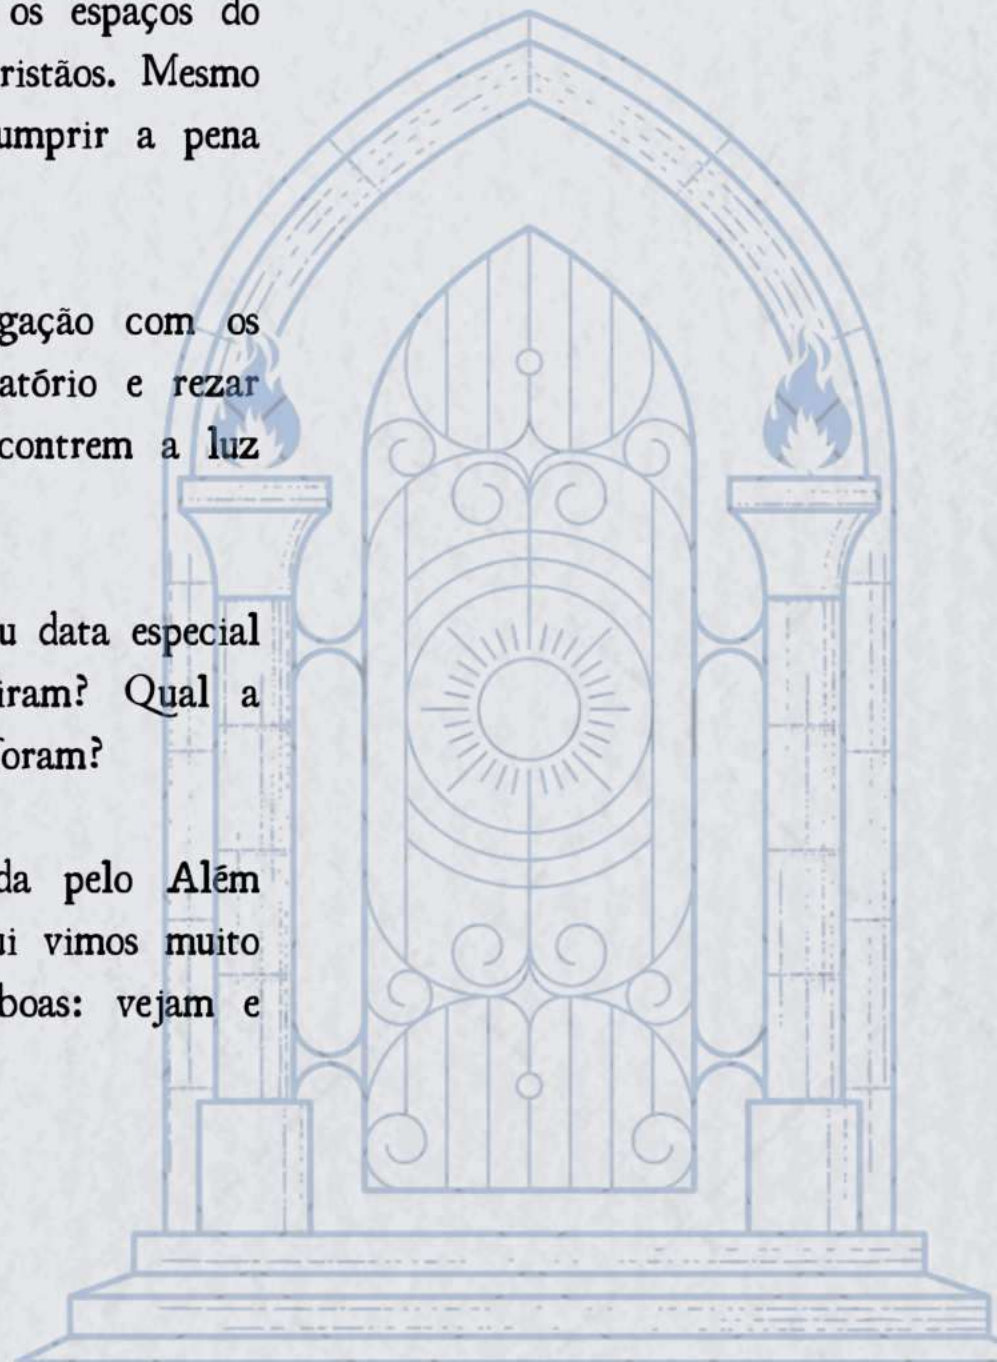 os espaços do
ristãos. Mesmo
umprir a pena
gação com os
atório e rezar
contrem a luz
u data especial
iram? Qual a
foram?
da pelo Além
ui vimos muito
boas: vejam e